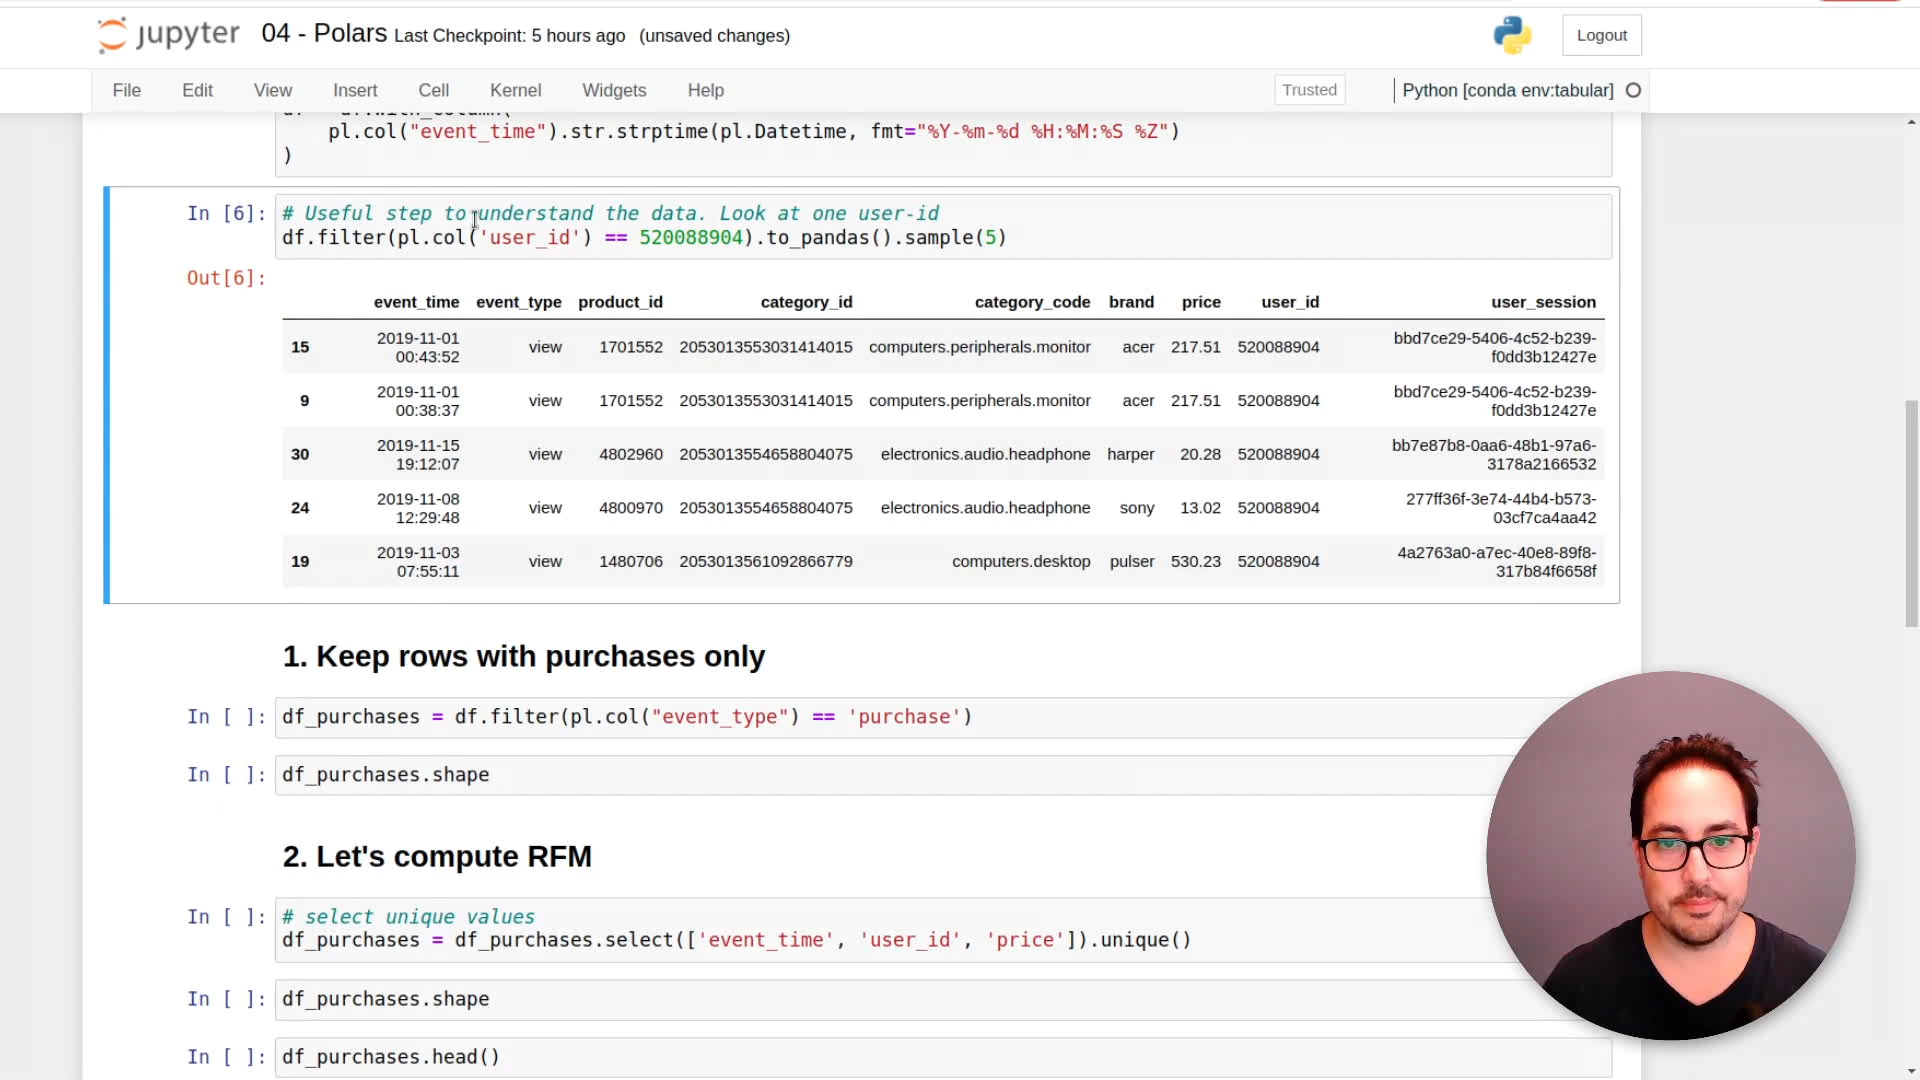 jupyter 04 - Polars Last Checkpoint: 5 hours ago (unsaved changes) Logout
File Edit View Insert Cell Kernel Widgets Help Trusted Python [conda env:tabular]
pl.col("event_time").str.strptime(pl.Datetime, fmt="%Y-%m-%d %H:%M:%S %Z")
)
In [6]: # Useful step to understand the data. Look at one user-id
df.filter(pl.col('user_id') == 520088904).to_pandas().sample(5)
Out[6]:
event_time event_type product_id category_id category_code brand price user_id user_session
15 2019-11-01 00:43:52 view 1701552 2053013553031414015 computers.peripherals.monitor acer 217.51 520088904 bbd7ce29-5406-4c52-b239-f0dd3b12427e
9 2019-11-01 00:38:37 view 1701552 2053013553031414015 computers.peripherals.monitor acer 217.51 520088904 bbd7ce29-5406-4c52-b239-f0dd3b12427e
30 2019-11-15 19:12:07 view 4802960 2053013554658804075 electronics.audio.headphone harper 20.28 520088904 bb7e87b8-0aa6-48b1-97a6-3178a2166532
24 2019-11-08 12:29:48 view 4800970 2053013554658804075 electronics.audio.headphone sony 13.02 520088904 277ff36f-3e74-44b4-b573-03cf7ca4aa42
19 2019-11-03 07:55:11 view 1480706 2053013561092866779 computers.desktop pulser 530.23 520088904 4a2763a0-a7ec-40e8-89f8-317b84f6658f
1. Keep rows with purchases only
In [ ]: df_purchases = df.filter(pl.col("event_type") == 'purchase')
In [ ]: df_purchases.shape
2. Let's compute RFM
In [ ]: # select unique values
df_purchases = df_purchases.select(['event_time', 'user_id', 'price']).unique()
In [ ]: df_purchases.shape
In [ ]: df_purchases.head()